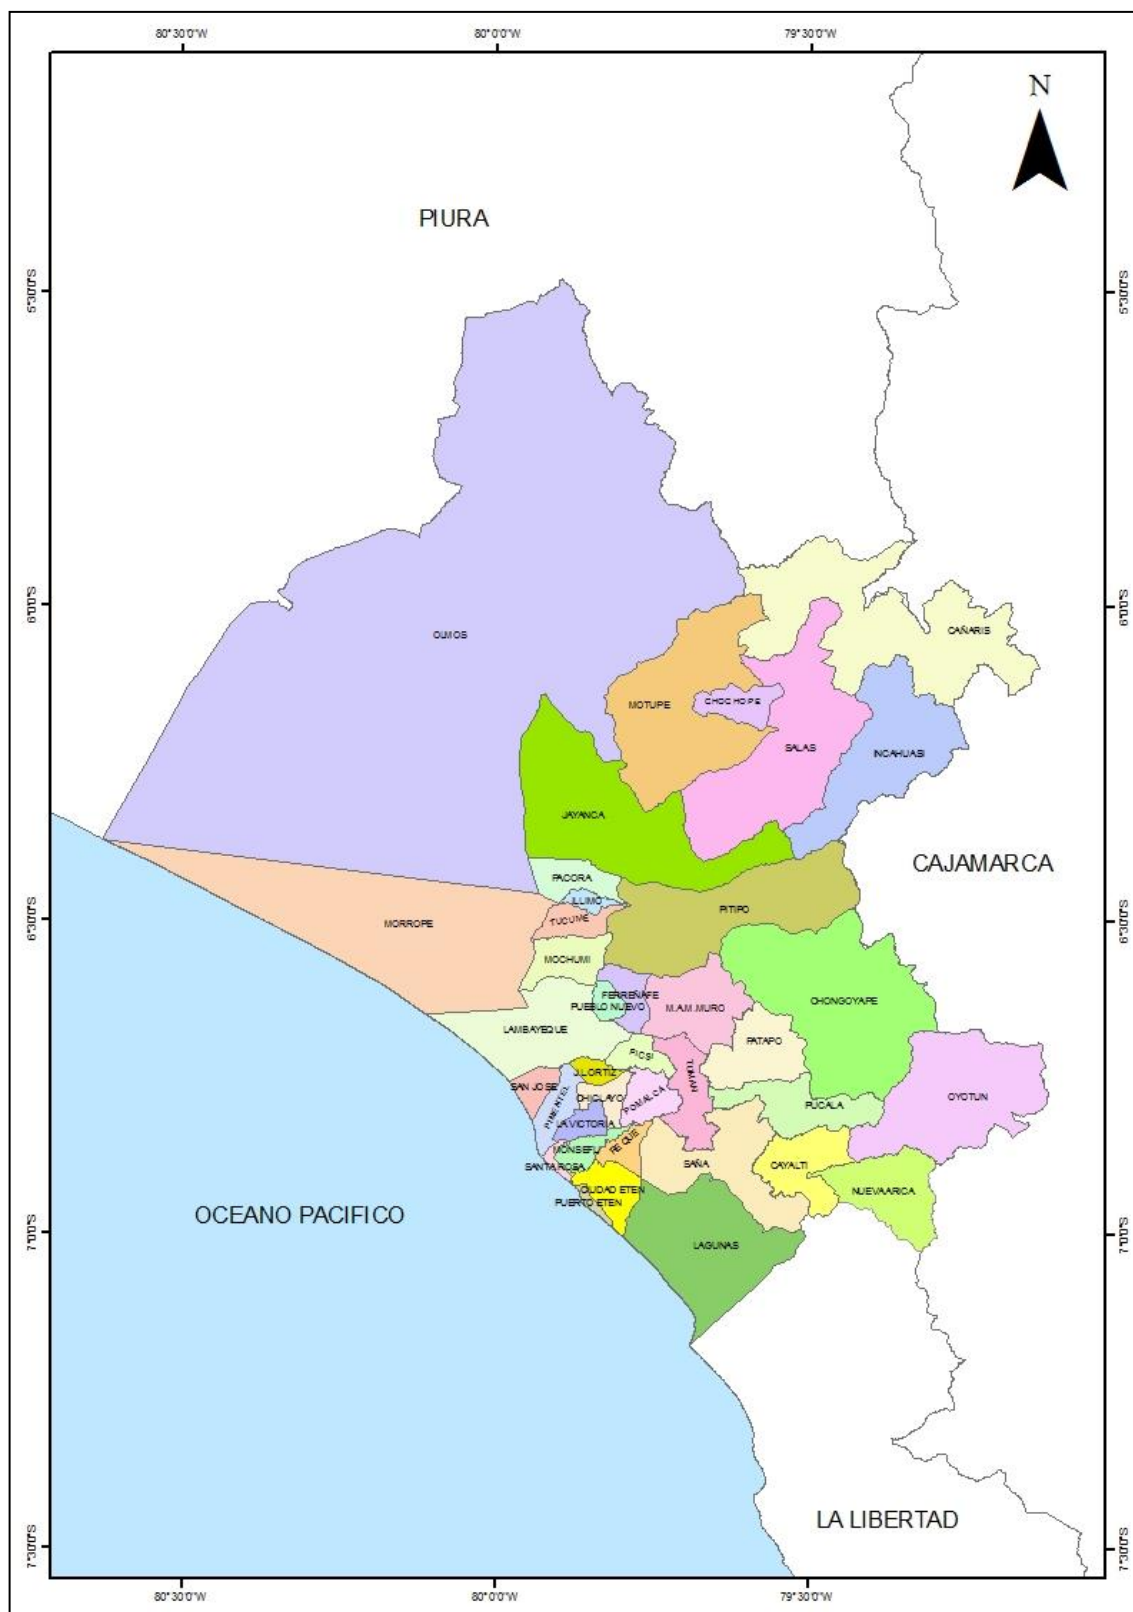 80°30'0"W 80°0'0"W 79°30'0"W
N
PIURA
5°30'0"S 5°30'0"S
6°0'0"S 6°0'0"S
OLMOS
CAÑARIS
MOTUPE
CHOCHOPE
SALAS
INCAHUASI
JAYANCA
CAJAMARCA
PACORA
ILLIMO
PITIPO
MORROPE
TUCUME
6°30'0"S 6°30'0"S
MOCHUMI
FERREÑAFE
CHONGOYAPE
PUEBLO NUEVO
M.A.M.MURO
LAMBAYEQUE
PATAPO
PICSI
J.L.ORTIZ
TUMAN
SAN JOSE
PIMENTEL
CHICLAYO
POMALCA
OYOTUN
PUCALA
LA VICTORIA
REQUE
MONSEFU
SANTA ROSA
SAÑA
CAYALTI
CIUDAD ETEN
NUEVA ARICA
PUERTO ETEN
OCEANO PACIFICO
7°0'0"S 7°0'0"S
LAGUNAS
LA LIBERTAD
7°30'0"S 7°30'0"S
80°30'0"W 80°0'0"W 79°30'0"W